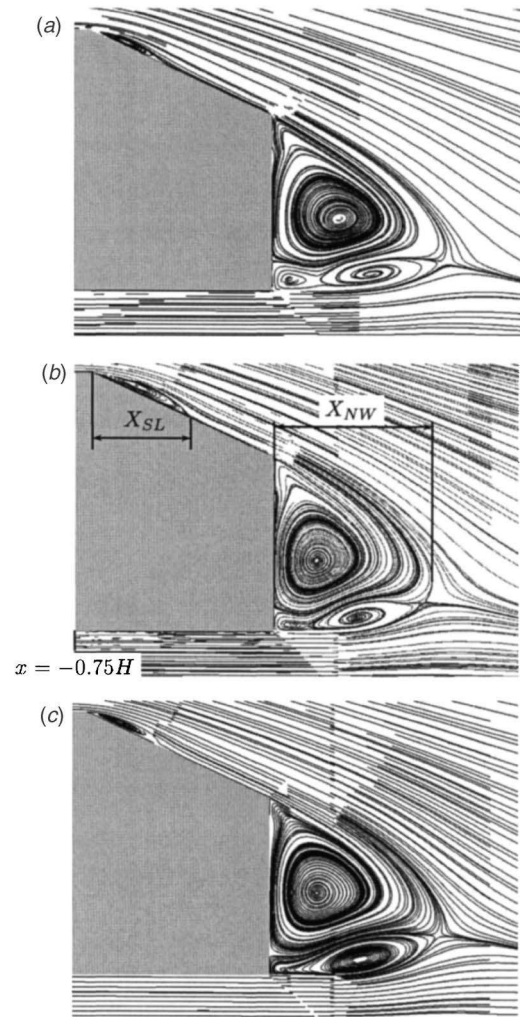 (a)
(b)
X_{NW}
X_{SL}
x = −0.75H
(c)